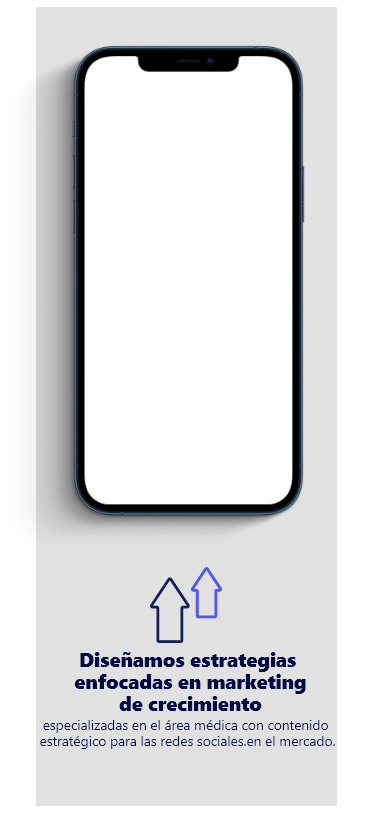 Diseñamos estrategias
enfocadas en marketing
de crecimiento
especializadas en el área médica con contenido
estratégico para las redes sociales.en el mercado.